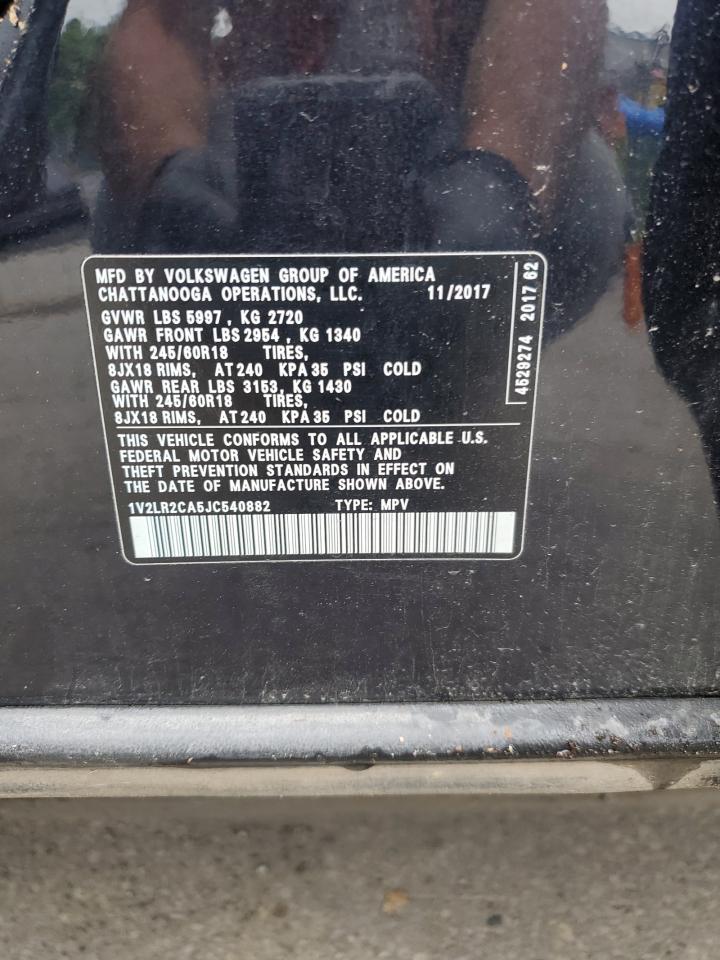 MFD BY VOLKSWAGEN GROUP OF AMERICA
CHATTANOOGA OPERATIONS, LLC. 11/2017
GVWR LBS 5997 , KG 2720
GAWR FRONT LBS 2954 , KG 1340
WITH 245/60R18 TIRES,
8JX18 RIMS, AT 240 KPA 35 PSI COLD
GAWR REAR LBS 3153, KG 1430
WITH 245/60R18 TIRES,
8JX18 RIMS, AT 240 KPA 35 PSI COLD
THIS VEHICLE CONFORMS TO ALL APPLICABLE U.S.
FEDERAL MOTOR VEHICLE SAFETY AND
THEFT PREVENTION STANDARDS IN EFFECT ON
THE DATE OF MANUFACTURE SHOWN ABOVE.
1V2LR2CA5JC540882 TYPE: MPV
4529274 2017 62